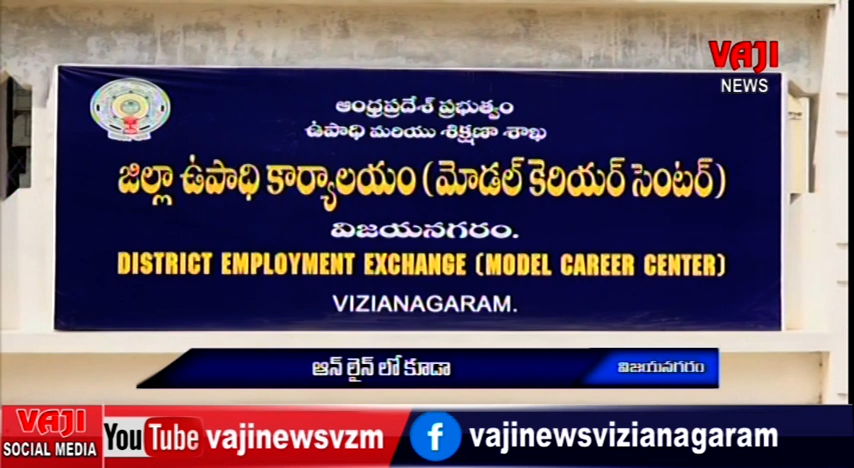 VAJI
NEWS
ఆంధ్రప్రదేశ్ ప్రభుత్వం
ఉపాధి మరియు శిక్షణా శాఖ
జిల్లా ఉపాధి కార్యాలయం (మోడల్ కెరియర్ సెంటర్)
విజయనగరం.
DISTRICT EMPLOYMENT EXCHANGE (MODEL CAREER CENTER)
VIZIANAGARAM.
ఆన్ లైన్ లో కూడా
విజయనగరం
VAJI
SOCIAL MEDIA
YouTube vajinewsvzm
f vajinewsvizianagaram